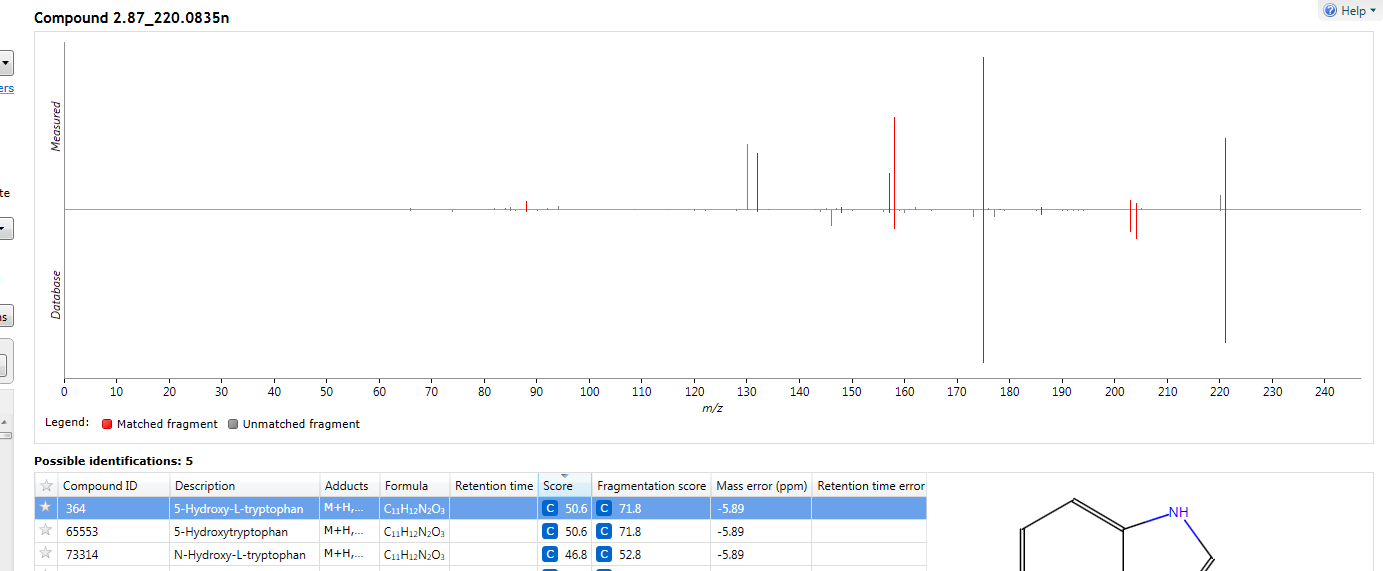 Compound 2.87_220.0835n
Help
ers
te
ns
Measured
Database
0 10 20 30 40 50 60 70 80 90 100 110 120 130 140 150 160 170 180 190 200 210 220 230 240
m/z
Legend: Matched fragment Unmatched fragment
Possible identifications: 5
Compound ID Description Adducts Formula Retention time Score Fragmentation score Mass error (ppm) Retention time error
364 5-Hydroxy-L-tryptophan M+H,... C₁₁H₁₂N₂O₃ C 50.6 C 71.8 -5.89
65553 5-Hydroxytryptophan M+H,... C₁₁H₁₂N₂O₃ C 50.6 C 71.8 -5.89
73314 N-Hydroxy-L-tryptophan M+H,... C₁₁H₁₂N₂O₃ C 46.8 C 52.8 -5.89
NH